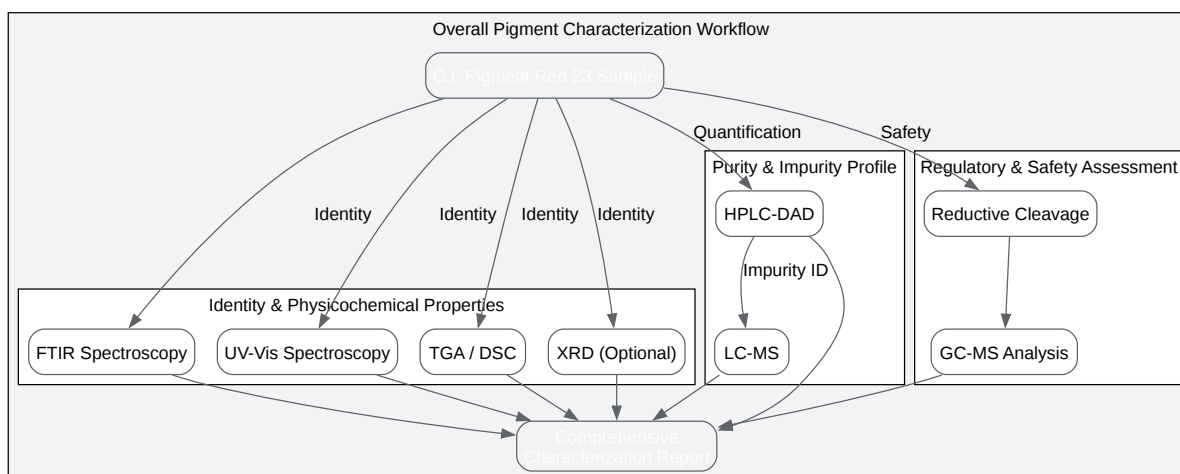 Overall Pigment Characterization Workflow
C.I. Pigment Red 23 Sample
Quantification
Safety
Purity & Impurity Profile
Regulatory & Safety Assessment
Identity
Identity
Identity
Identity
HPLC-DAD
Reductive Cleavage
Impurity ID
Identity & Physicochemical Properties
FTIR Spectroscopy
UV-Vis Spectroscopy
TGA / DSC
XRD (Optional)
LC-MS
GC-MS Analysis
Comprehensive
Characterization Report